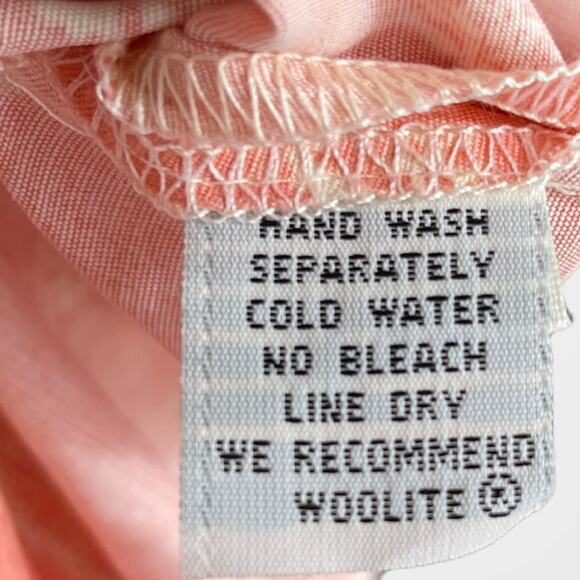 HAND WASH
SEPARATELY
COLD WATER
NO BLEACH
LINE DRY
WE RECOMMEND
WOOLITE ®